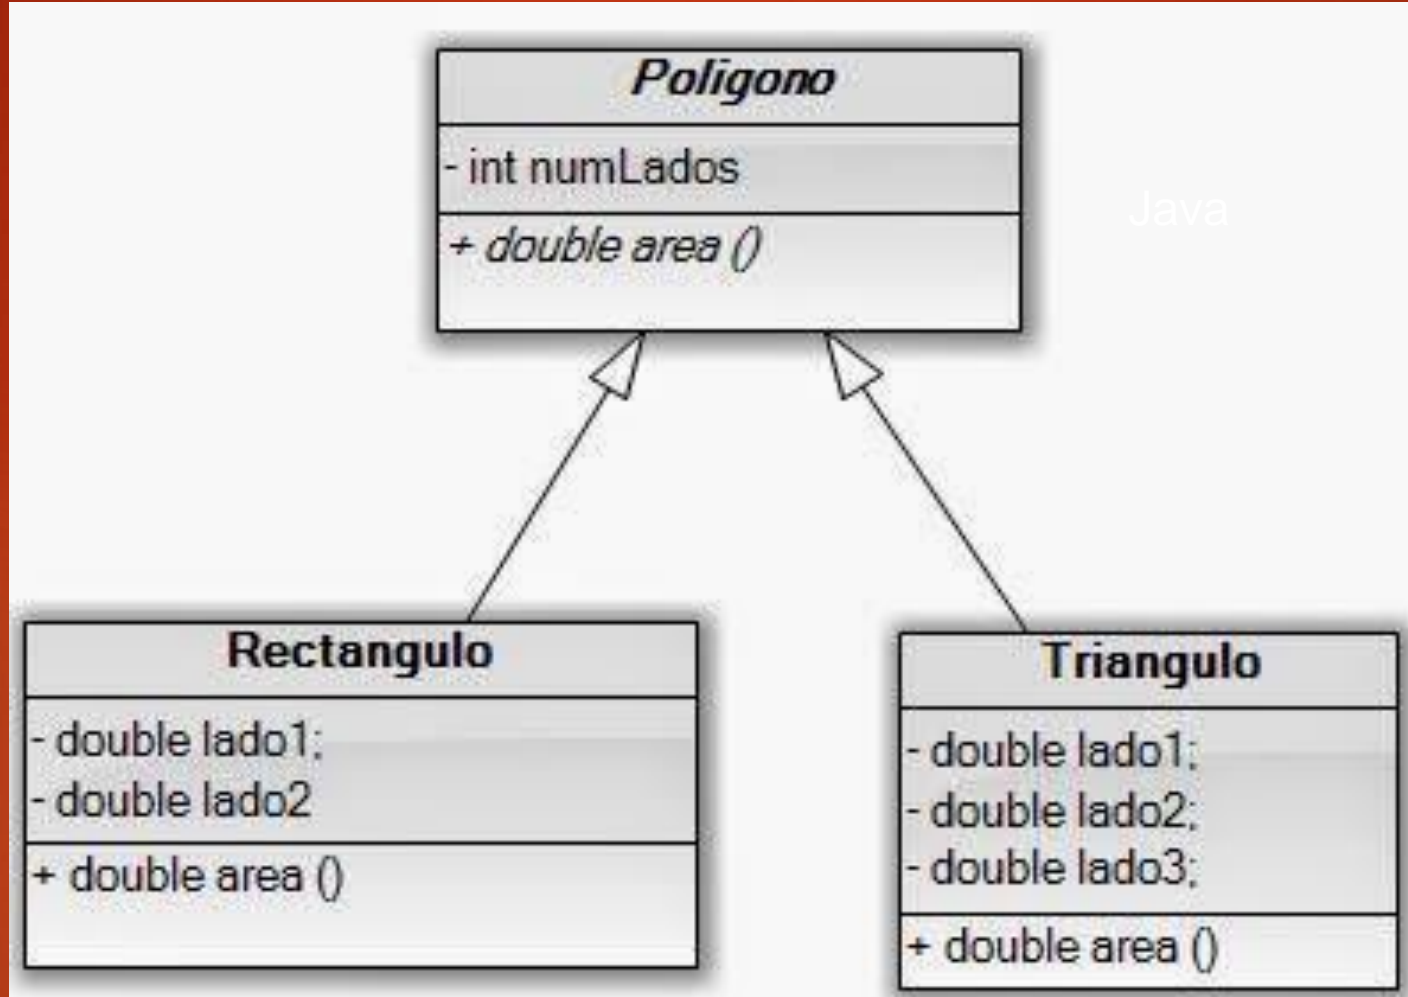 Poligono
- int numLados
+ double area ()
Java
Rectangulo
- double lado1;
- double lado2
+ double area ()
Triangulo
- double lado1;
- double lado2;
- double lado3;
+ double area ()